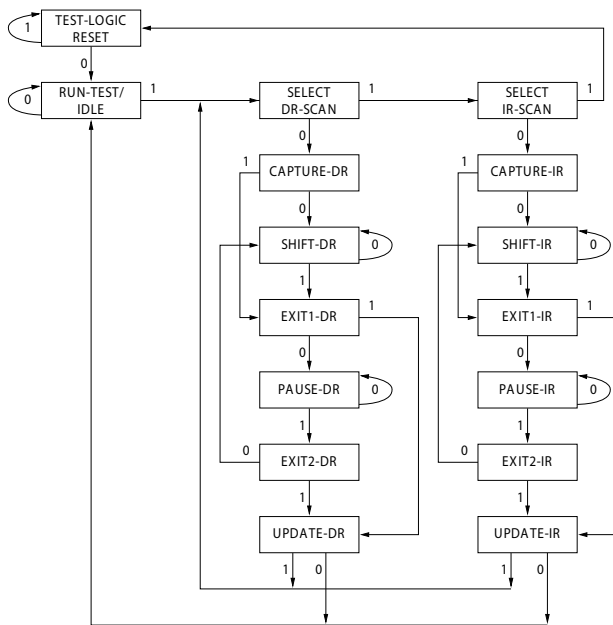 1
TEST-LOGIC
RESET
0
0
RUN-TEST/
IDLE
1
SELECT
DR-SCAN
1
SELECT
IR-SCAN
1
0
0
1
CAPTURE-DR
1
CAPTURE-IR
0
0
SHIFT-DR
0
SHIFT-IR
0
1
1
EXIT1-DR
1
EXIT1-IR
1
0
0
PAUSE-DR
0
PAUSE-IR
0
1
1
0
EXIT2-DR
0
EXIT2-IR
1
1
UPDATE-DR
UPDATE-IR
1
0
1
0